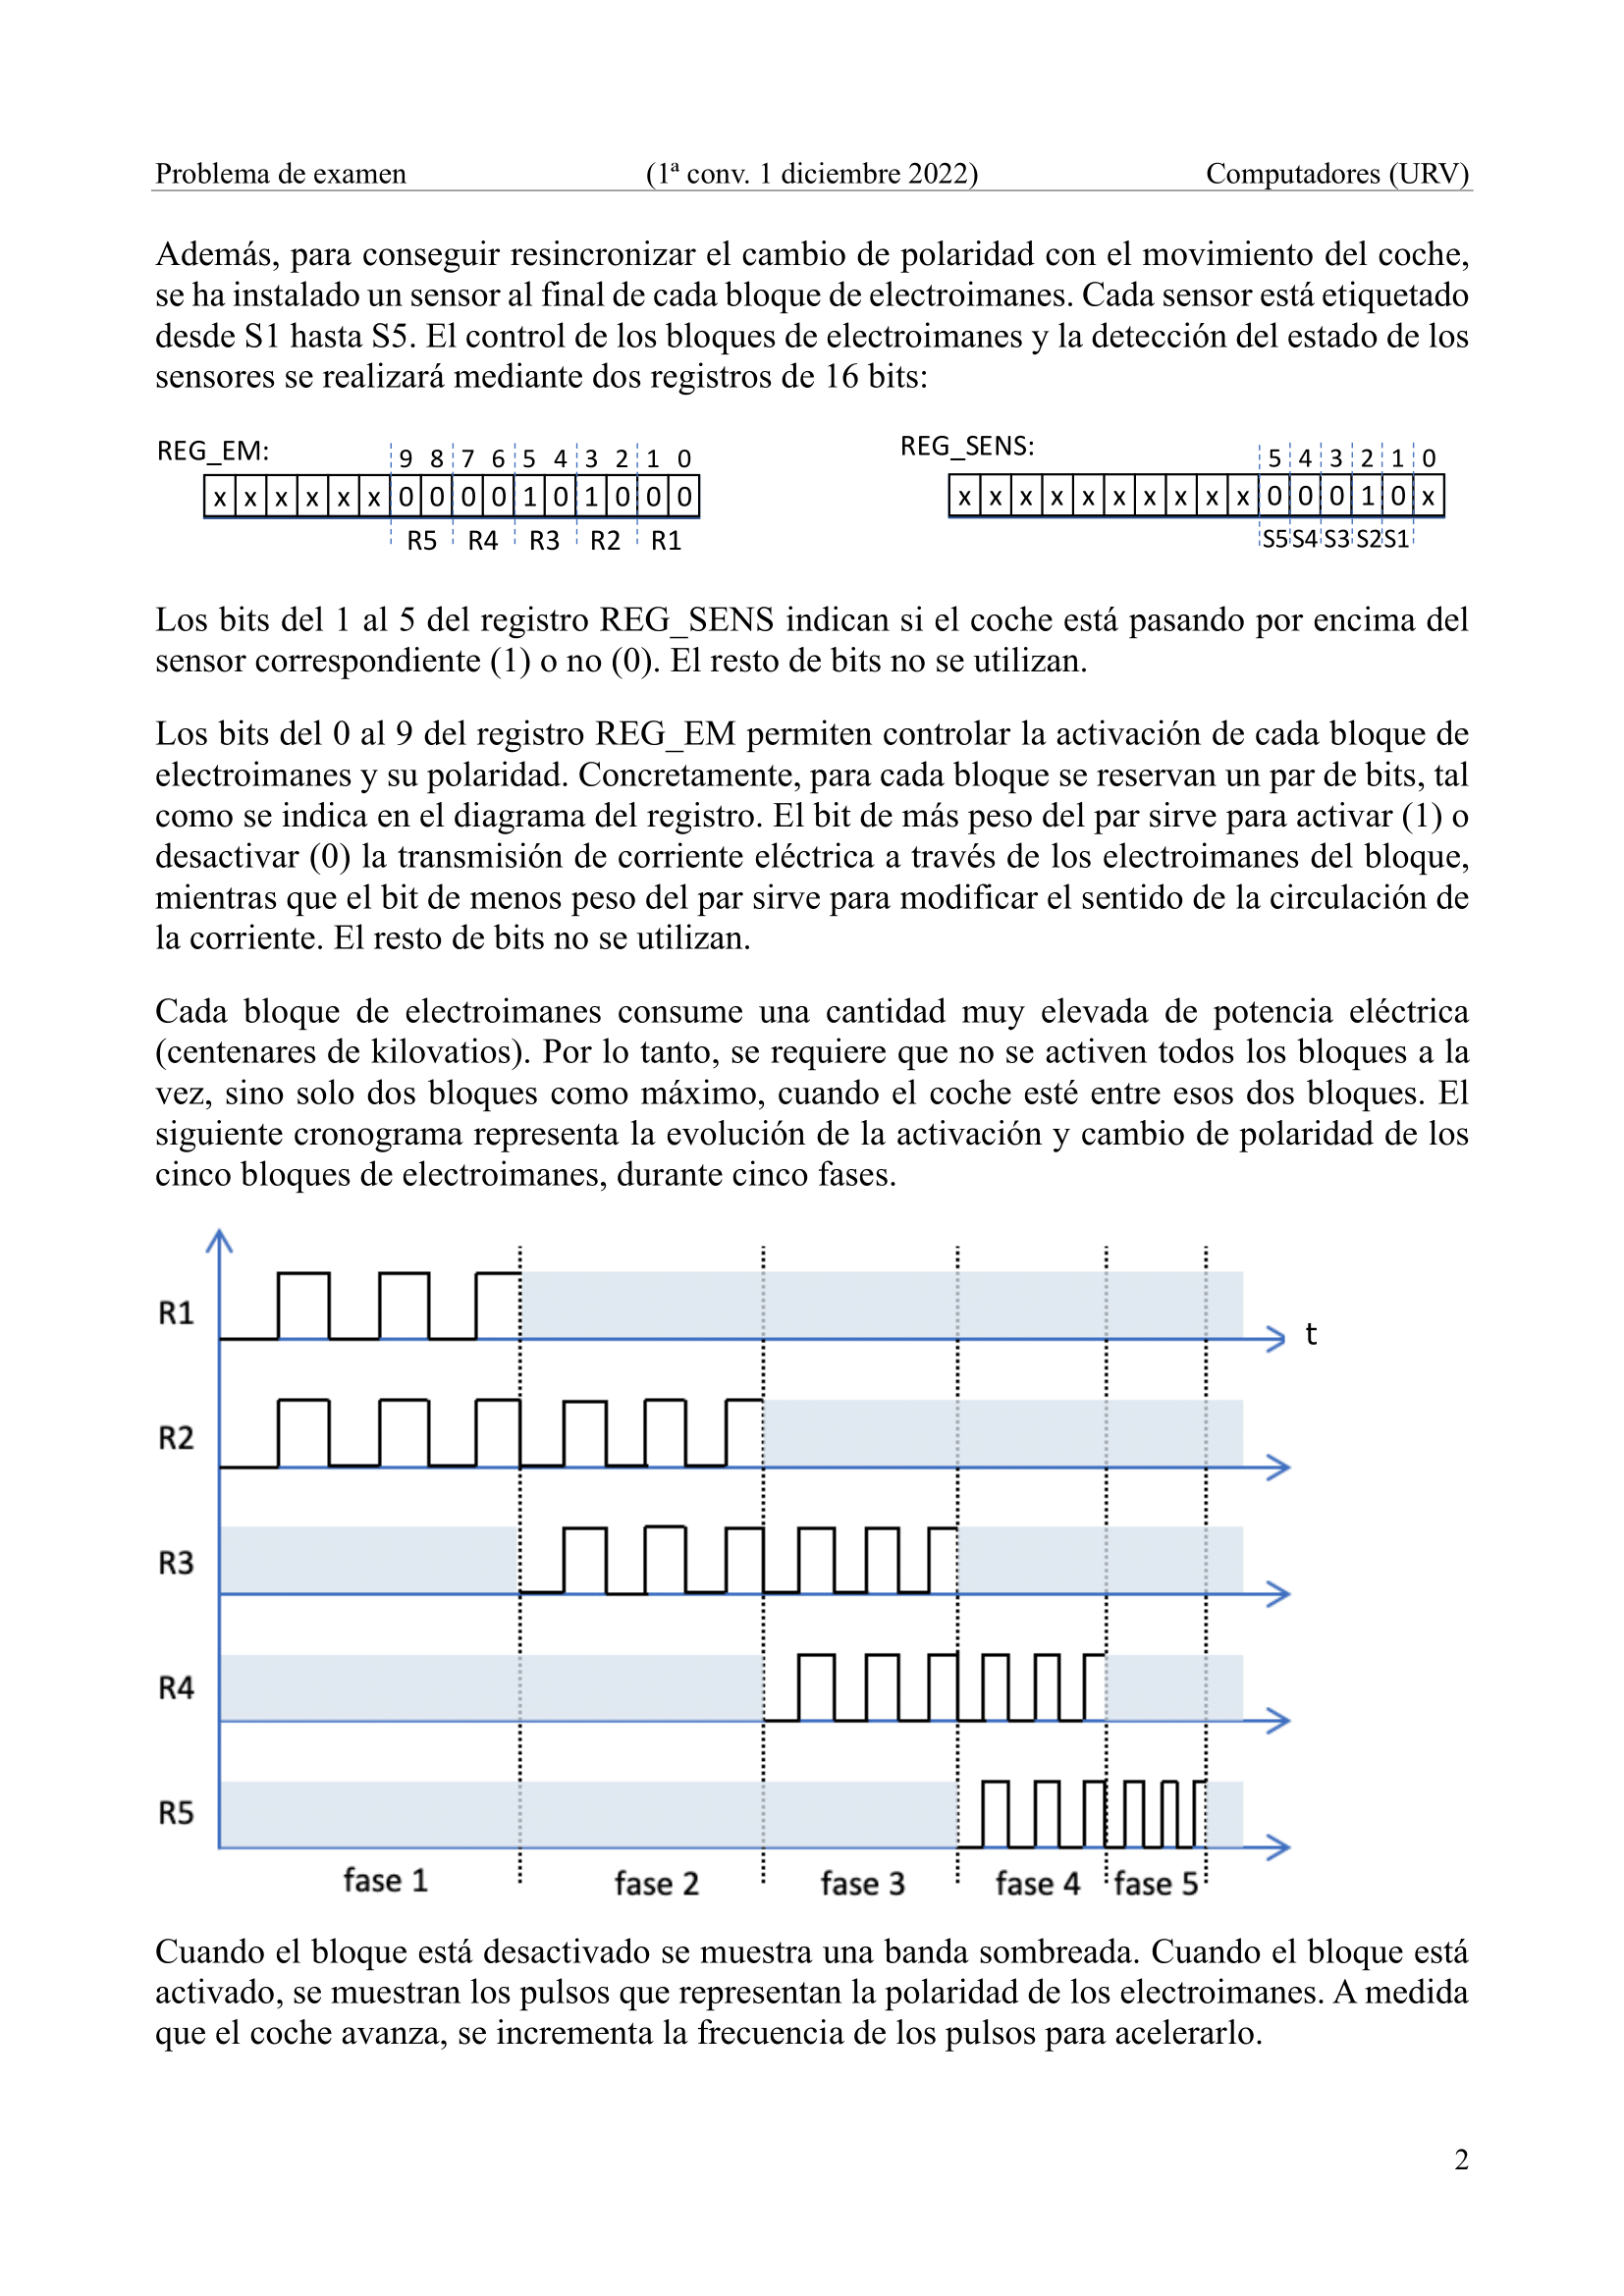 Problema de examen (1ª conv. 1 diciembre 2022) Computadores (URV)
Además, para conseguir resincronizar el cambio de polaridad con el movimiento del coche,
se ha instalado un sensor al final de cada bloque de electroimanes. Cada sensor está etiquetado
desde S1 hasta S5. El control de los bloques de electroimanes y la detección del estado de los
sensores se realizará mediante dos registros de 16 bits:
REG_EM: 9 8 7 6 5 4 3 2 1 0
x x x x x x 0 0 0 0 1 0 1 0 0 0
R5 R4 R3 R2 R1
REG_SENS: 5 4 3 2 1 0
x x x x x x x x x x 0 0 0 1 0 x
S5 S4 S3 S2 S1
Los bits del 1 al 5 del registro REG_SENS indican si el coche está pasando por encima del
sensor correspondiente (1) o no (0). El resto de bits no se utilizan.
Los bits del 0 al 9 del registro REG_EM permiten controlar la activación de cada bloque de
electroimanes y su polaridad. Concretamente, para cada bloque se reservan un par de bits, tal
como se indica en el diagrama del registro. El bit de más peso del par sirve para activar (1) o
desactivar (0) la transmisión de corriente eléctrica a través de los electroimanes del bloque,
mientras que el bit de menos peso del par sirve para modificar el sentido de la circulación de
la corriente. El resto de bits no se utilizan.
Cada bloque de electroimanes consume una cantidad muy elevada de potencia eléctrica
(centenares de kilovatios). Por lo tanto, se requiere que no se activen todos los bloques a la
vez, sino solo dos bloques como máximo, cuando el coche esté entre esos dos bloques. El
siguiente cronograma representa la evolución de la activación y cambio de polaridad de los
cinco bloques de electroimanes, durante cinco fases.
R1
t
R2
R3
R4
R5
fase 1 fase 2 fase 3 fase 4 fase 5
Cuando el bloque está desactivado se muestra una banda sombreada. Cuando el bloque está
activado, se muestran los pulsos que representan la polaridad de los electroimanes. A medida
que el coche avanza, se incrementa la frecuencia de los pulsos para acelerarlo.
2